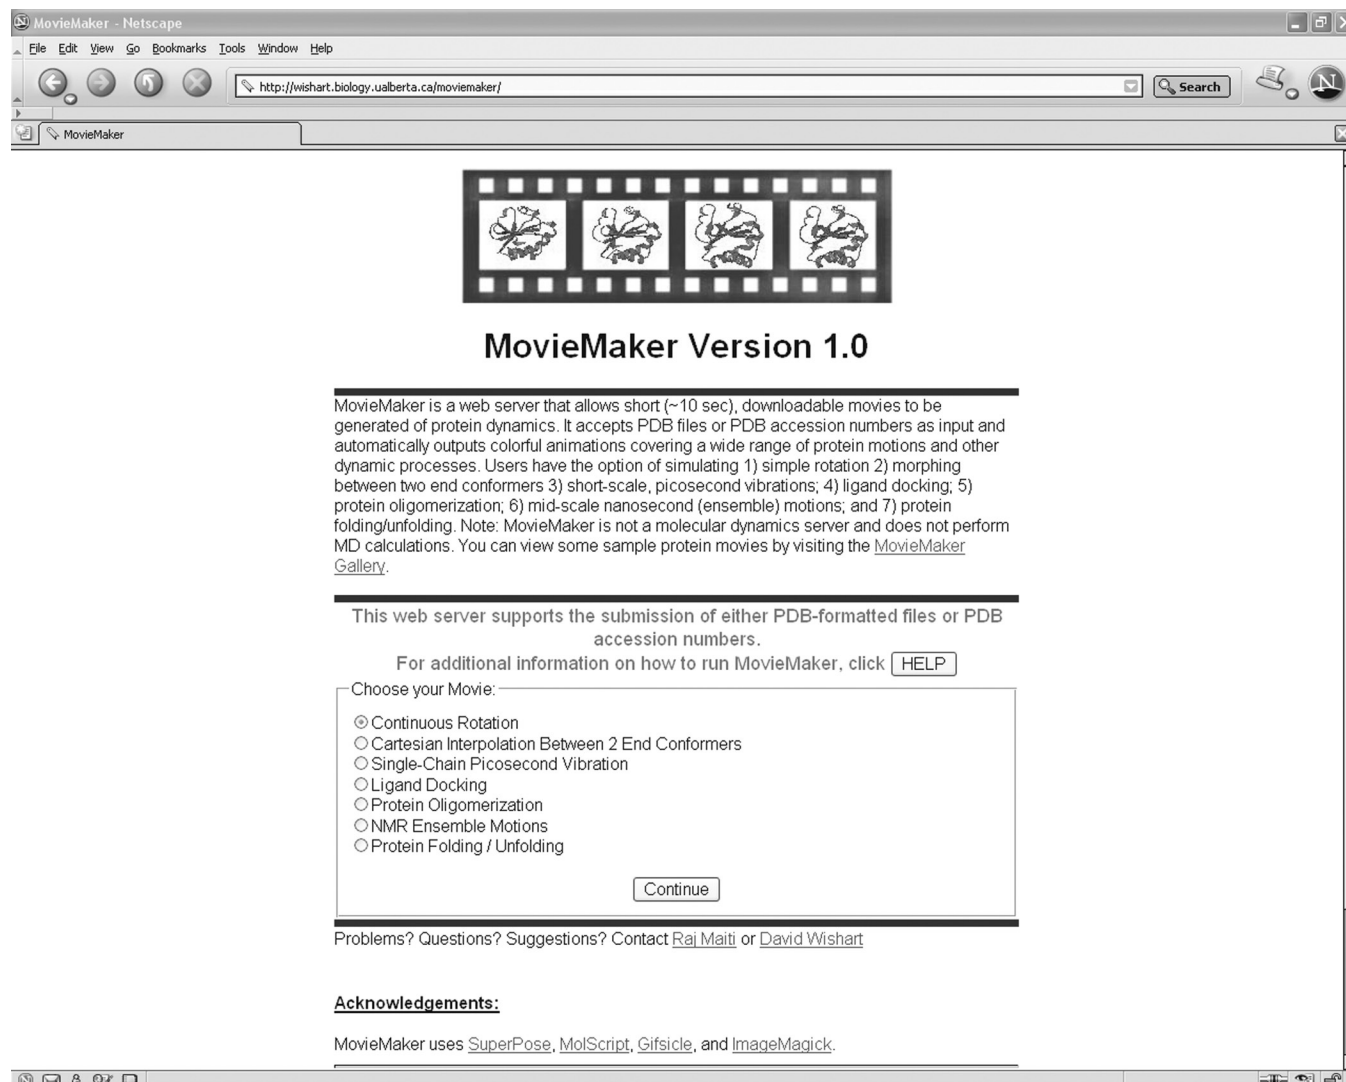 MovieMaker - Netscape
File Edit View Go Bookmarks Tools Window Help
http://wishart.biology.ualberta.ca/moviemaker/
Search
N
MovieMaker
MovieMaker Version 1.0
MovieMaker is a web server that allows short (~10 sec), downloadable movies to be
generated of protein dynamics. It accepts PDB files or PDB accession numbers as input and
automatically outputs colorful animations covering a wide range of protein motions and other
dynamic processes. Users have the option of simulating 1) simple rotation 2) morphing
between two end conformers 3) short-scale, picosecond vibrations; 4) ligand docking; 5)
protein oligomerization; 6) mid-scale nanosecond (ensemble) motions; and 7) protein
folding/unfolding. Note: MovieMaker is not a molecular dynamics server and does not perform
MD calculations. You can view some sample protein movies by visiting the MovieMaker
Gallery.
This web server supports the submission of either PDB-formatted files or PDB
accession numbers.
For additional information on how to run MovieMaker, click HELP
Choose your Movie:
Continuous Rotation
Cartesian Interpolation Between 2 End Conformers
Single-Chain Picosecond Vibration
Ligand Docking
Protein Oligomerization
NMR Ensemble Motions
Protein Folding / Unfolding
Continue
Problems? Questions? Suggestions? Contact Raj Maiti or David Wishart
Acknowledgements:
MovieMaker uses SuperPose, MolScript, Gifsicle, and ImageMagick.